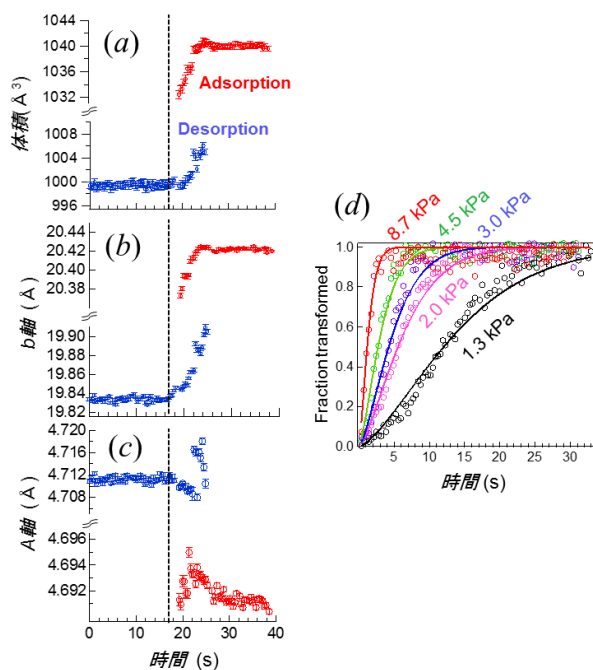 (a)
1040
1036
1032
1008
1004
1000
996
体積(Å³)
Adsorption
Desorption
(b)
20.44
20.42
20.40
20.38
19.88
19.86
19.84
19.82
b軸 (Å)
(c)
4.720
4.716
4.712
4.708
4.696
4.694
4.692
A軸 (Å)
0 10 20 30 40
時間 (s)
(d)
8.7 kPa
4.5 kPa
3.0 kPa
2.0 kPa
1.3 kPa
1.0
0.8
0.6
0.4
0.2
0.0
Fraction transformed
5 10 15 20 25 30
時間 (s)